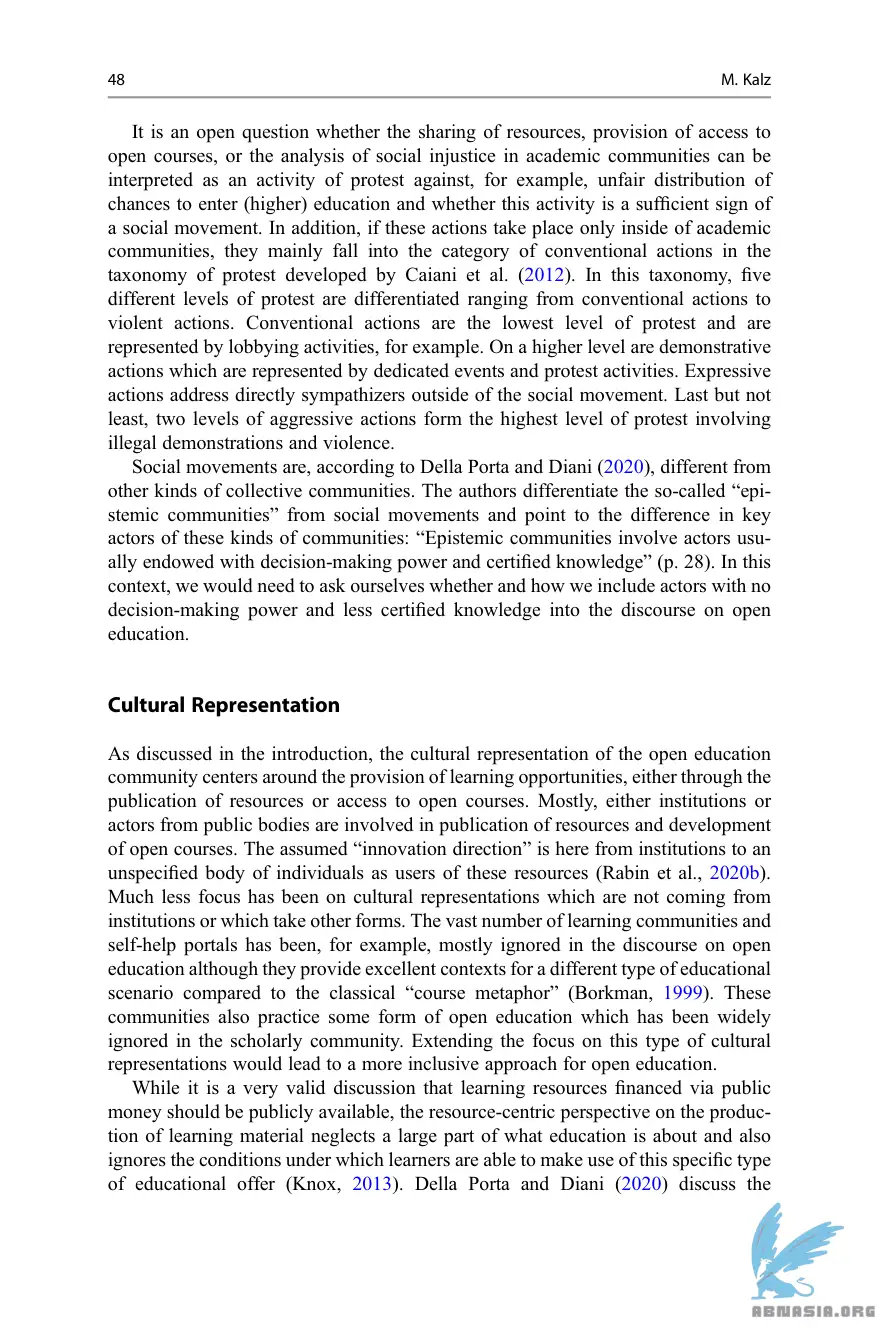 48
M. Kalz
It is an open question whether the sharing of resources, provision of access to
open courses, or the analysis of social injustice in academic communities can be
interpreted as an activity of protest against, for example, unfair distribution of
chances to enter (higher) education and whether this activity is a sufficient sign of
a social movement. In addition, if these actions take place only inside of academic
communities, they mainly fall into the category of conventional actions in the
taxonomy of protest developed by Caiani et al. (2012). In this taxonomy, five
different levels of protest are differentiated ranging from conventional actions to
violent actions. Conventional actions are the lowest level of protest and are
represented by lobbying activities, for example. On a higher level are demonstrative
actions which are represented by dedicated events and protest activities. Expressive
actions address directly sympathizers outside of the social movement. Last but not
least, two levels of aggressive actions form the highest level of protest involving
illegal demonstrations and violence.
Social movements are, according to Della Porta and Diani (2020), different from
other kinds of collective communities. The authors differentiate the so-called “epi-
stemic communities” from social movements and point to the difference in key
actors of these kinds of communities: “Epistemic communities involve actors usu-
ally endowed with decision-making power and certified knowledge” (p. 28). In this
context, we would need to ask ourselves whether and how we include actors with no
decision-making power and less certified knowledge into the discourse on open
education.
Cultural Representation
As discussed in the introduction, the cultural representation of the open education
community centers around the provision of learning opportunities, either through the
publication of resources or access to open courses. Mostly, either institutions or
actors from public bodies are involved in publication of resources and development
of open courses. The assumed “innovation direction” is here from institutions to an
unspecified body of individuals as users of these resources (Rabin et al., 2020b).
Much less focus has been on cultural representations which are not coming from
institutions or which take other forms. The vast number of learning communities and
self-help portals has been, for example, mostly ignored in the discourse on open
education although they provide excellent contexts for a different type of educational
scenario compared to the classical “course metaphor” (Borkman, 1999). These
communities also practice some form of open education which has been widely
ignored in the scholarly community. Extending the focus on this type of cultural
representations would lead to a more inclusive approach for open education.
While it is a very valid discussion that learning resources financed via public
money should be publicly available, the resource-centric perspective on the produc-
tion of learning material neglects a large part of what education is about and also
ignores the conditions under which learners are able to make use of this specific type
of educational offer (Knox, 2013). Della Porta and Diani (2020) discuss the
ABNASIA.ORG